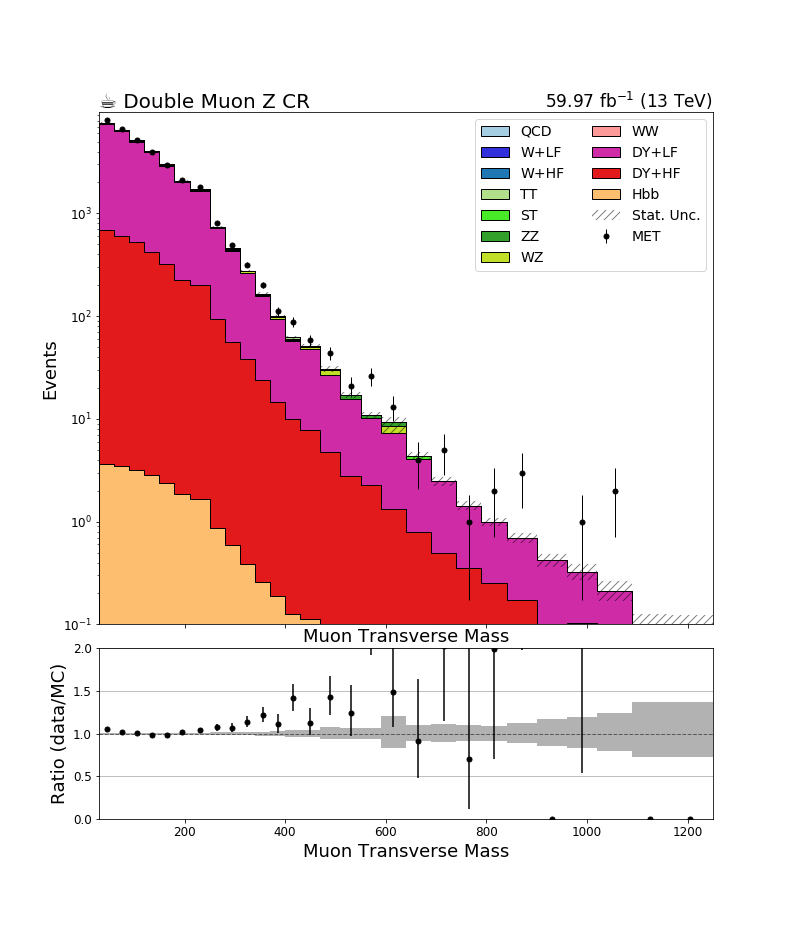 ☕ Double Muon Z CR
59.97 fb⁻¹ (13 TeV)
QCD
W+LF
W+HF
TT
ST
ZZ
WZ
WW
DY+LF
DY+HF
Hbb
Stat. Unc.
MET
Events
10³
10²
10¹
10⁰
10⁻¹
Muon Transverse Mass
Ratio (data/MC)
2.0
1.5
1.0
0.5
0.0
200 400 600 800 1000 1200
Muon Transverse Mass